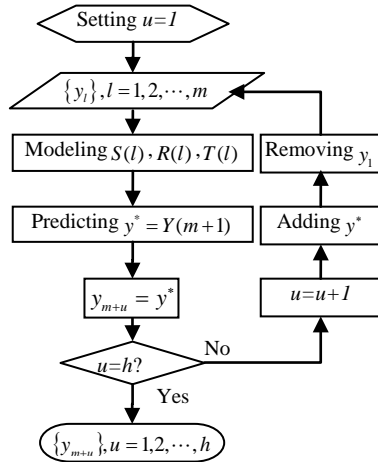 Setting u=1
{y_l}, l = 1,2,⋯,m
Modeling S(l), R(l), T(l)
Predicting y* = Y(m+1)
y_{m+u} = y*
u=h?
No
Yes
{y_{m+u}}, u = 1,2,⋯,h
u=u+1
Adding y*
Removing y_1